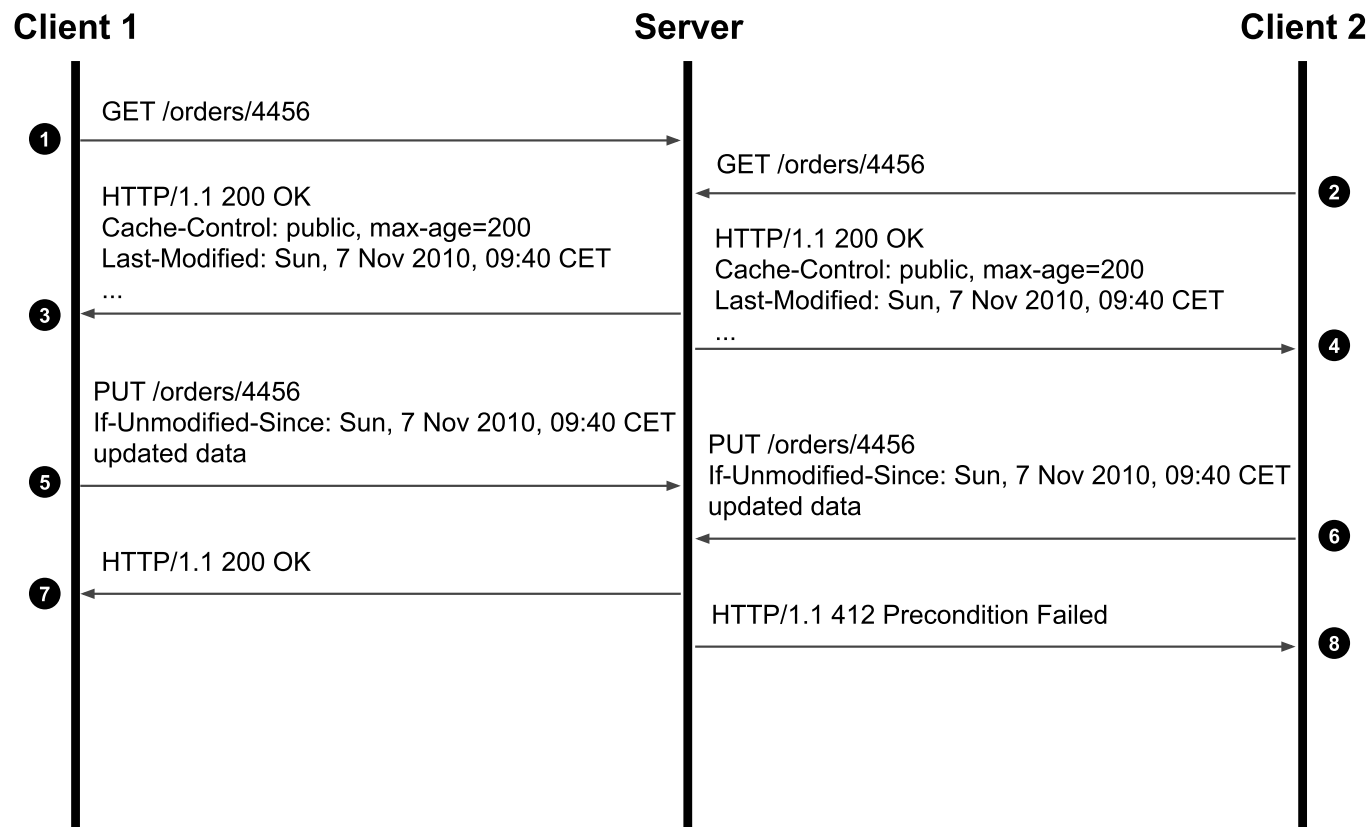 Client 1
Server
Client 2
GET /orders/4456
1
GET /orders/4456
2
HTTP/1.1 200 OK
Cache-Control: public, max-age=200
Last-Modified: Sun, 7 Nov 2010, 09:40 CET
...
3
HTTP/1.1 200 OK
Cache-Control: public, max-age=200
Last-Modified: Sun, 7 Nov 2010, 09:40 CET
...
4
PUT /orders/4456
If-Unmodified-Since: Sun, 7 Nov 2010, 09:40 CET
updated data
5
PUT /orders/4456
If-Unmodified-Since: Sun, 7 Nov 2010, 09:40 CET
updated data
6
HTTP/1.1 200 OK
7
HTTP/1.1 412 Precondition Failed
8